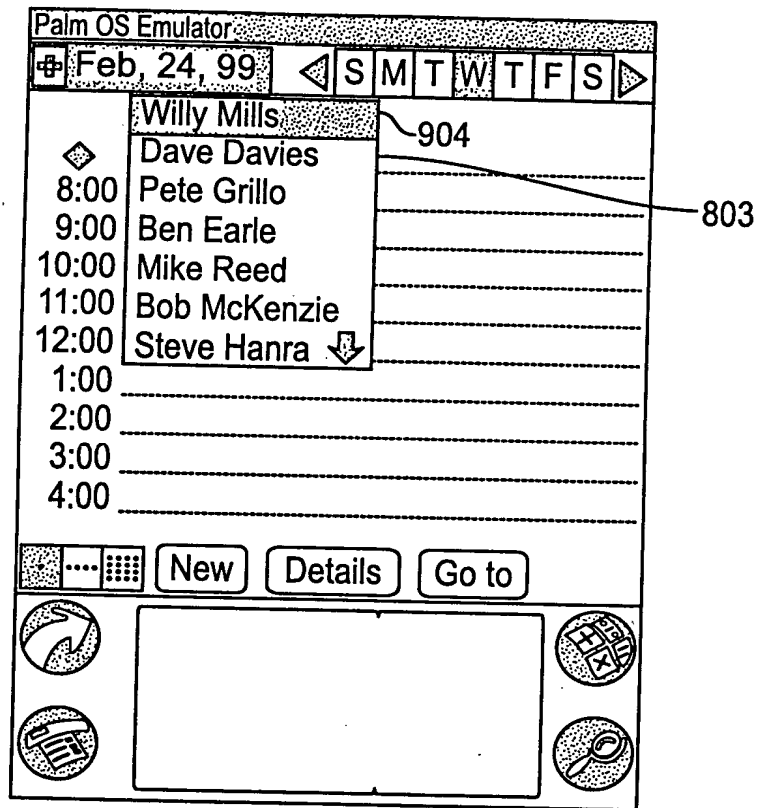 Palm OS Emulator
Feb, 24, 99 S M T W T F S
Willy Mills
904
Dave Davies
803
8:00 Pete Grillo
9:00 Ben Earle
10:00 Mike Reed
11:00 Bob McKenzie
12:00 Steve Hanra
1:00
2:00
3:00
4:00
New Details Go to